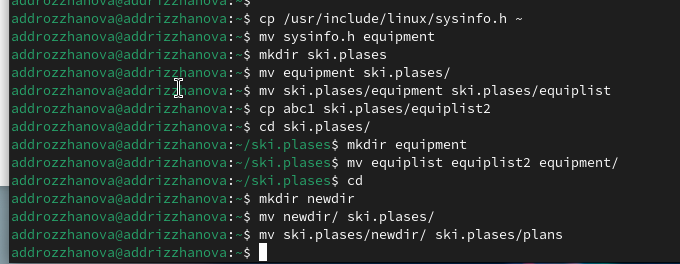 addrozzhanova@addrizzhanova:~$
addrozzhanova@addrizzhanova:~$ cp /usr/include/linux/sysinfo.h ~
addrozzhanova@addrizzhanova:~$ mv sysinfo.h equipment
addrozzhanova@addrizzhanova:~$ mkdir ski.plases
addrozzhanova@addrizzhanova:~$ mv equipment ski.plases/
addrozzhanova@addrizzhanova:~$ mv ski.plases/equipment ski.plases/equiplist
addrozzhanova@addrizzhanova:~$ cp abc1 ski.plases/equiplist2
addrozzhanova@addrizzhanova:~$ cd ski.plases/
addrozzhanova@addrizzhanova:~/ski.plases$ mkdir equipment
addrozzhanova@addrizzhanova:~/ski.plases$ mv equiplist equiplist2 equipment/
addrozzhanova@addrizzhanova:~/ski.plases$ cd
addrozzhanova@addrizzhanova:~$ mkdir newdir
addrozzhanova@addrizzhanova:~$ mv newdir/ ski.plases/
addrozzhanova@addrizzhanova:~$ mv ski.plases/newdir/ ski.plases/plans
addrozzhanova@addrizzhanova:~$